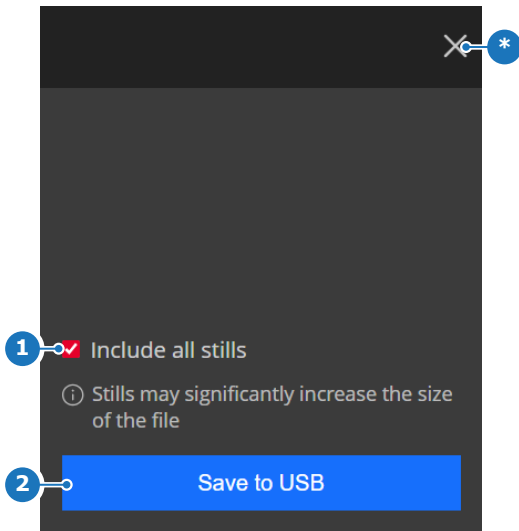 *
1
Include all stills
Stills may significantly increase the size
of the file
2
Save to USB